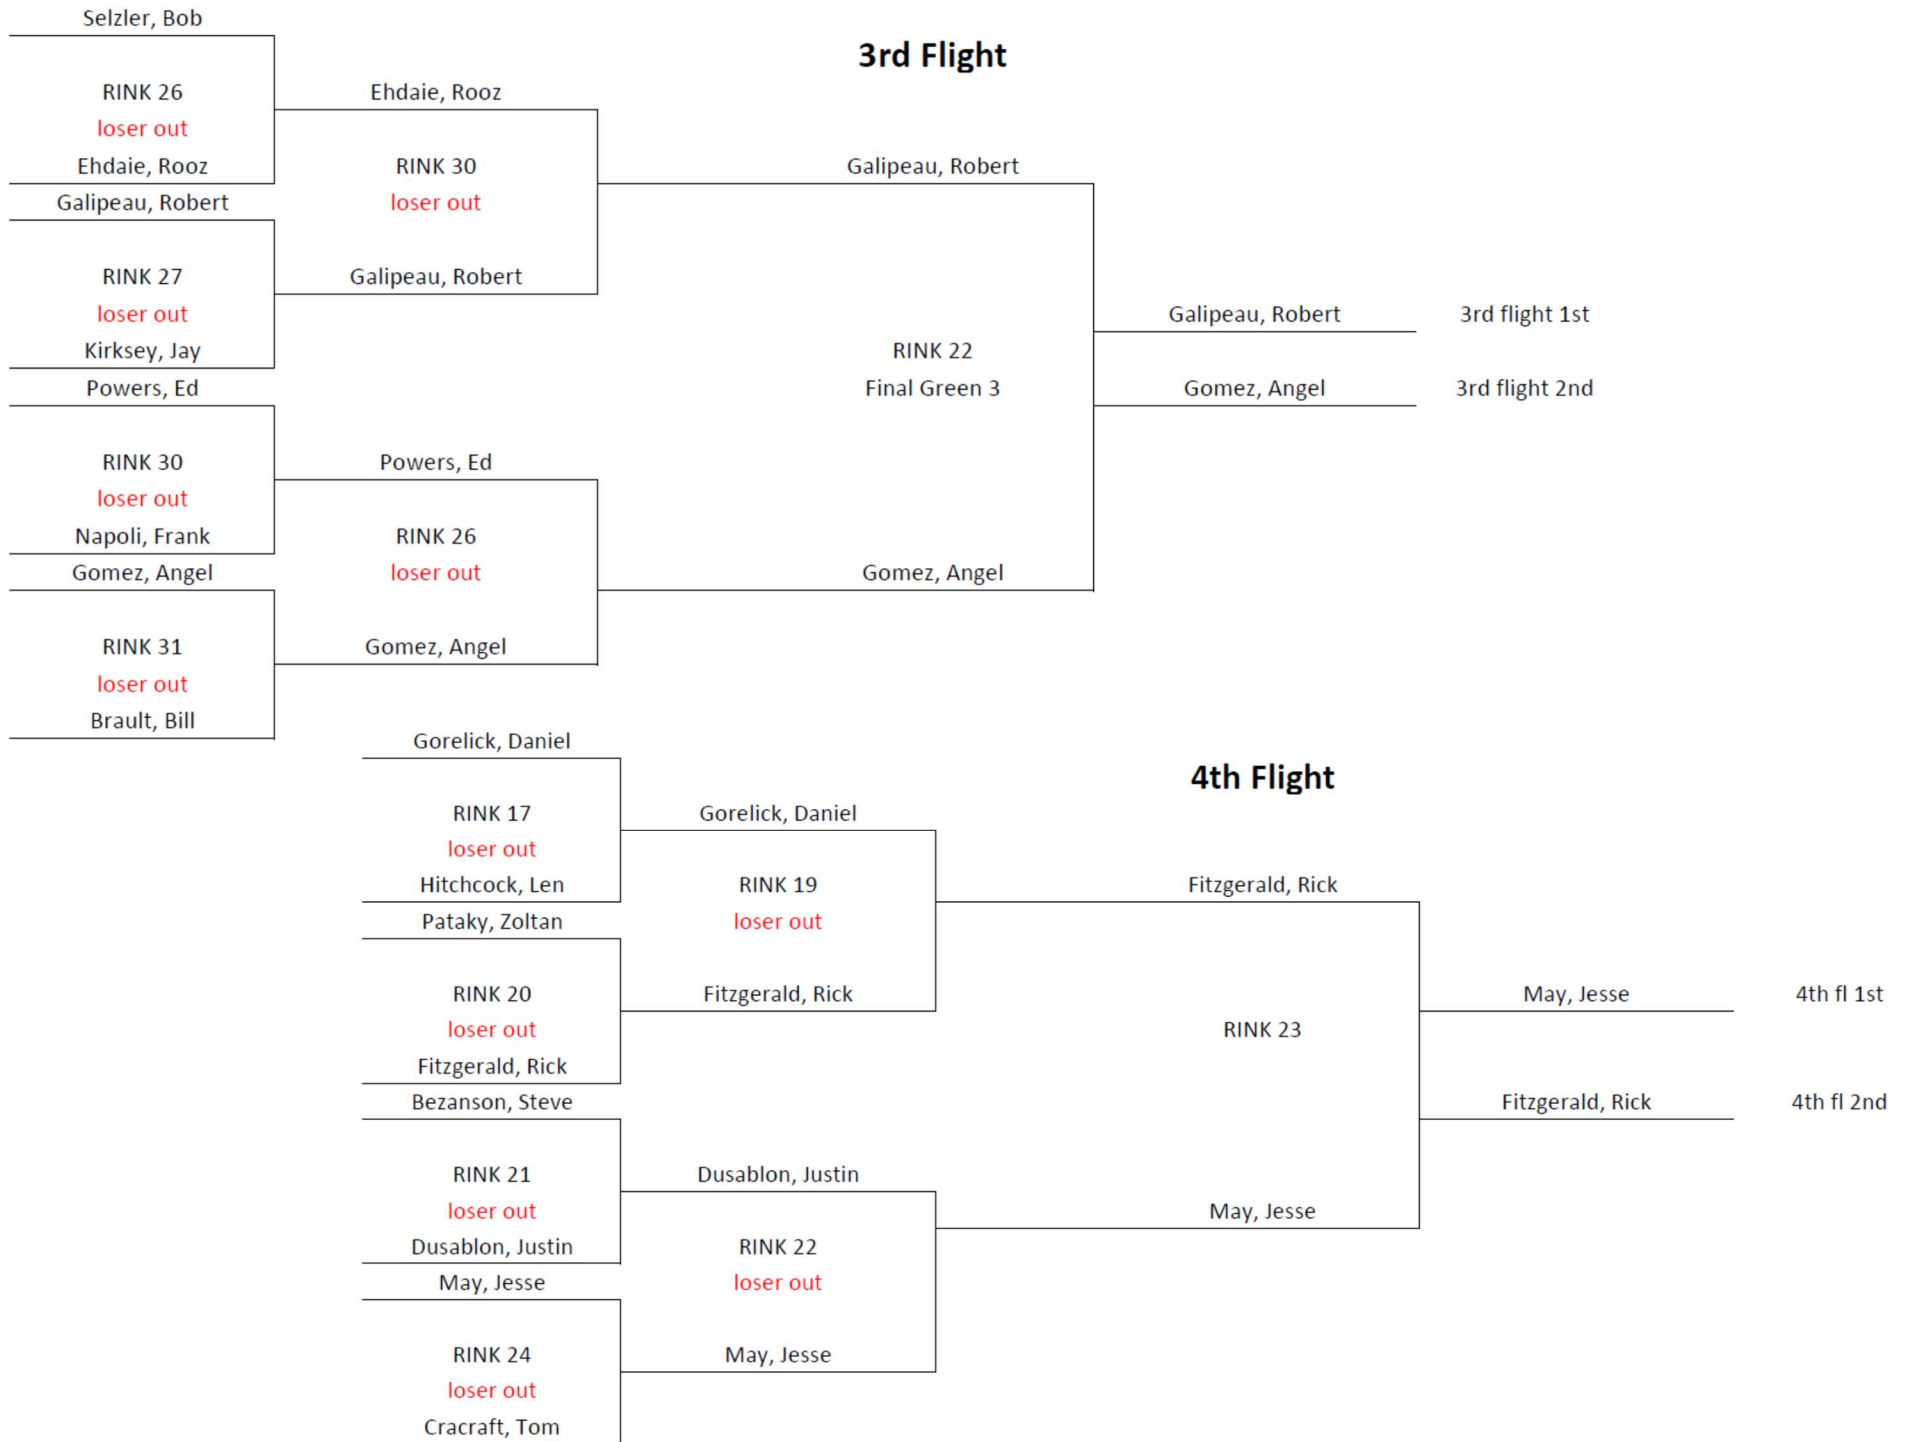 Selzler, Bob
3rd Flight
RINK 26
Ehdaie, Rooz
loser out
Ehdaie, Rooz
RINK 30
Galipeau, Robert
Galipeau, Robert
loser out
RINK 27
Galipeau, Robert
loser out
Galipeau, Robert
3rd flight 1st
Kirksey, Jay
RINK 22
Powers, Ed
Final Green 3
Gomez, Angel
3rd flight 2nd
RINK 30
Powers, Ed
loser out
Napoli, Frank
RINK 26
Gomez, Angel
loser out
Gomez, Angel
RINK 31
Gomez, Angel
loser out
Brault, Bill
Gorelick, Daniel
4th Flight
RINK 17
Gorelick, Daniel
loser out
Hitchcock, Len
RINK 19
Fitzgerald, Rick
Pataky, Zoltan
loser out
RINK 20
Fitzgerald, Rick
May, Jesse
4th fl 1st
loser out
RINK 23
Fitzgerald, Rick
Bezanson, Steve
Fitzgerald, Rick
4th fl 2nd
RINK 21
Dusablon, Justin
loser out
May, Jesse
Dusablon, Justin
RINK 22
May, Jesse
loser out
RINK 24
May, Jesse
loser out
Cracraft, Tom